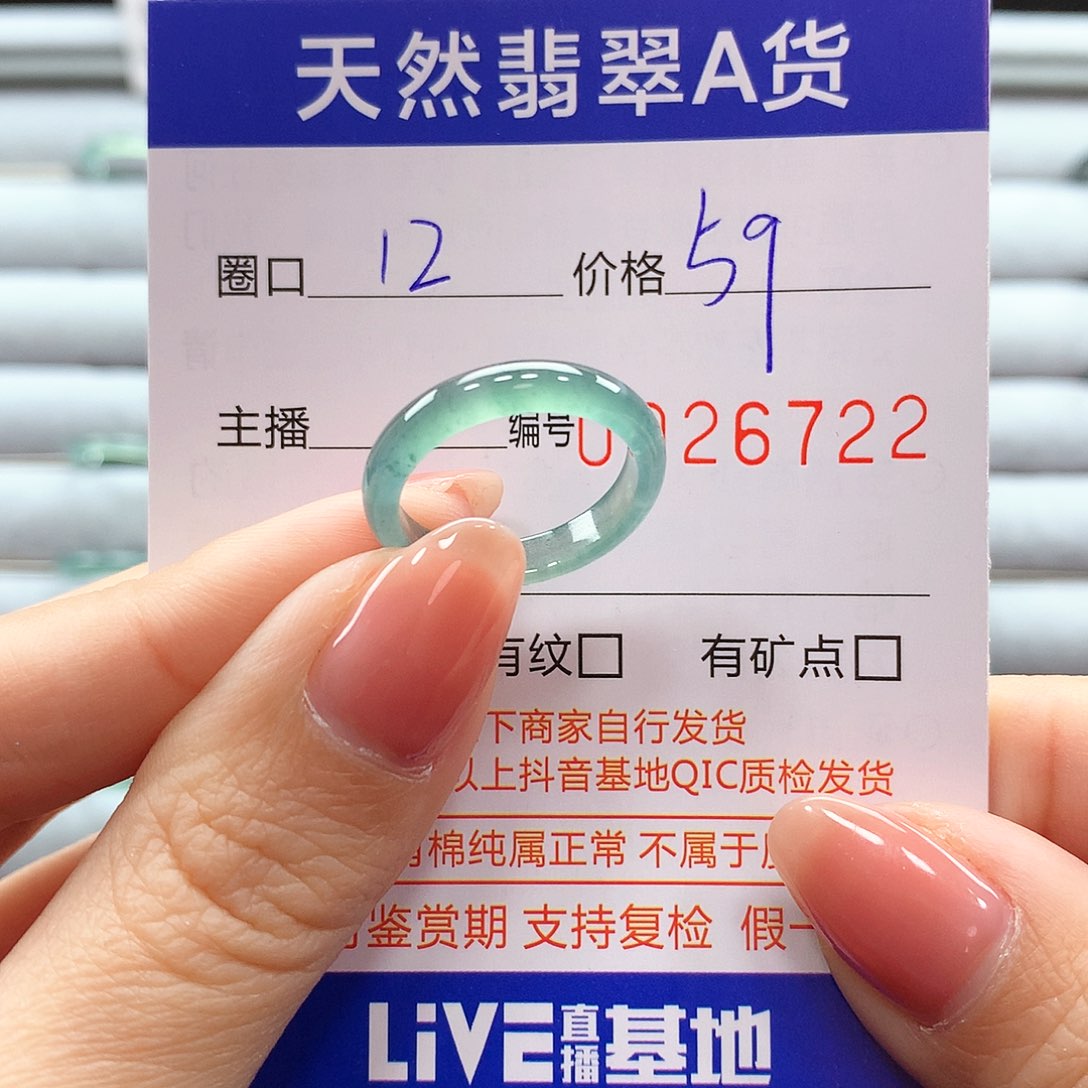 天然翡翠A货
圈口 12 价格 59
主播 编号 026722
有纹□ 有矿点□
下商家自行发货
以上抖音基地QIC质检发货
棉纯属正常 不属于
鉴赏期 支持复检 假一
LiVE直播基地